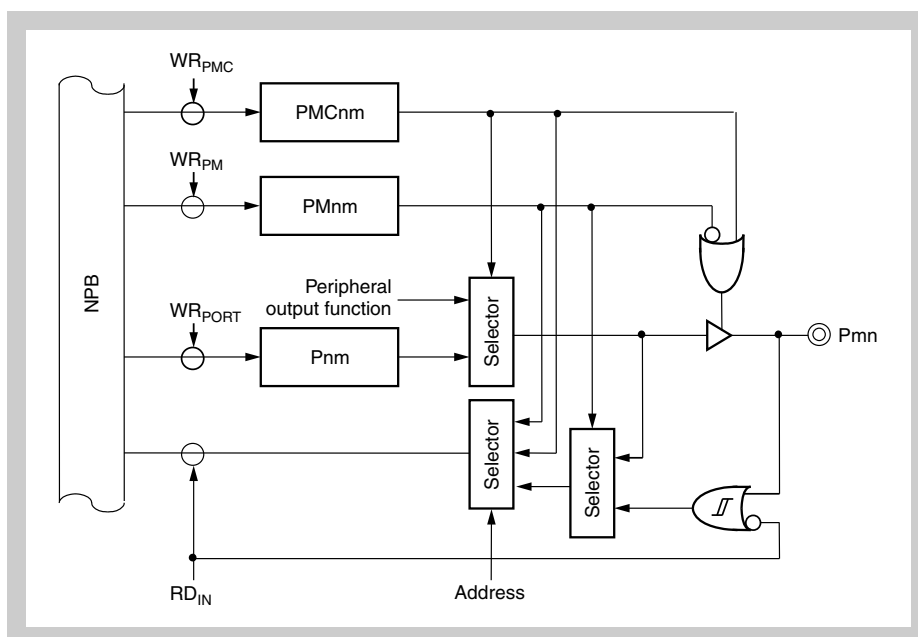 WRPMC
PMCnm
WRPM
PMnm
NPB
Peripheral
output function
Selector
WRPORT
Pnm
Pmn
Selector
Selector
RDIN
Address